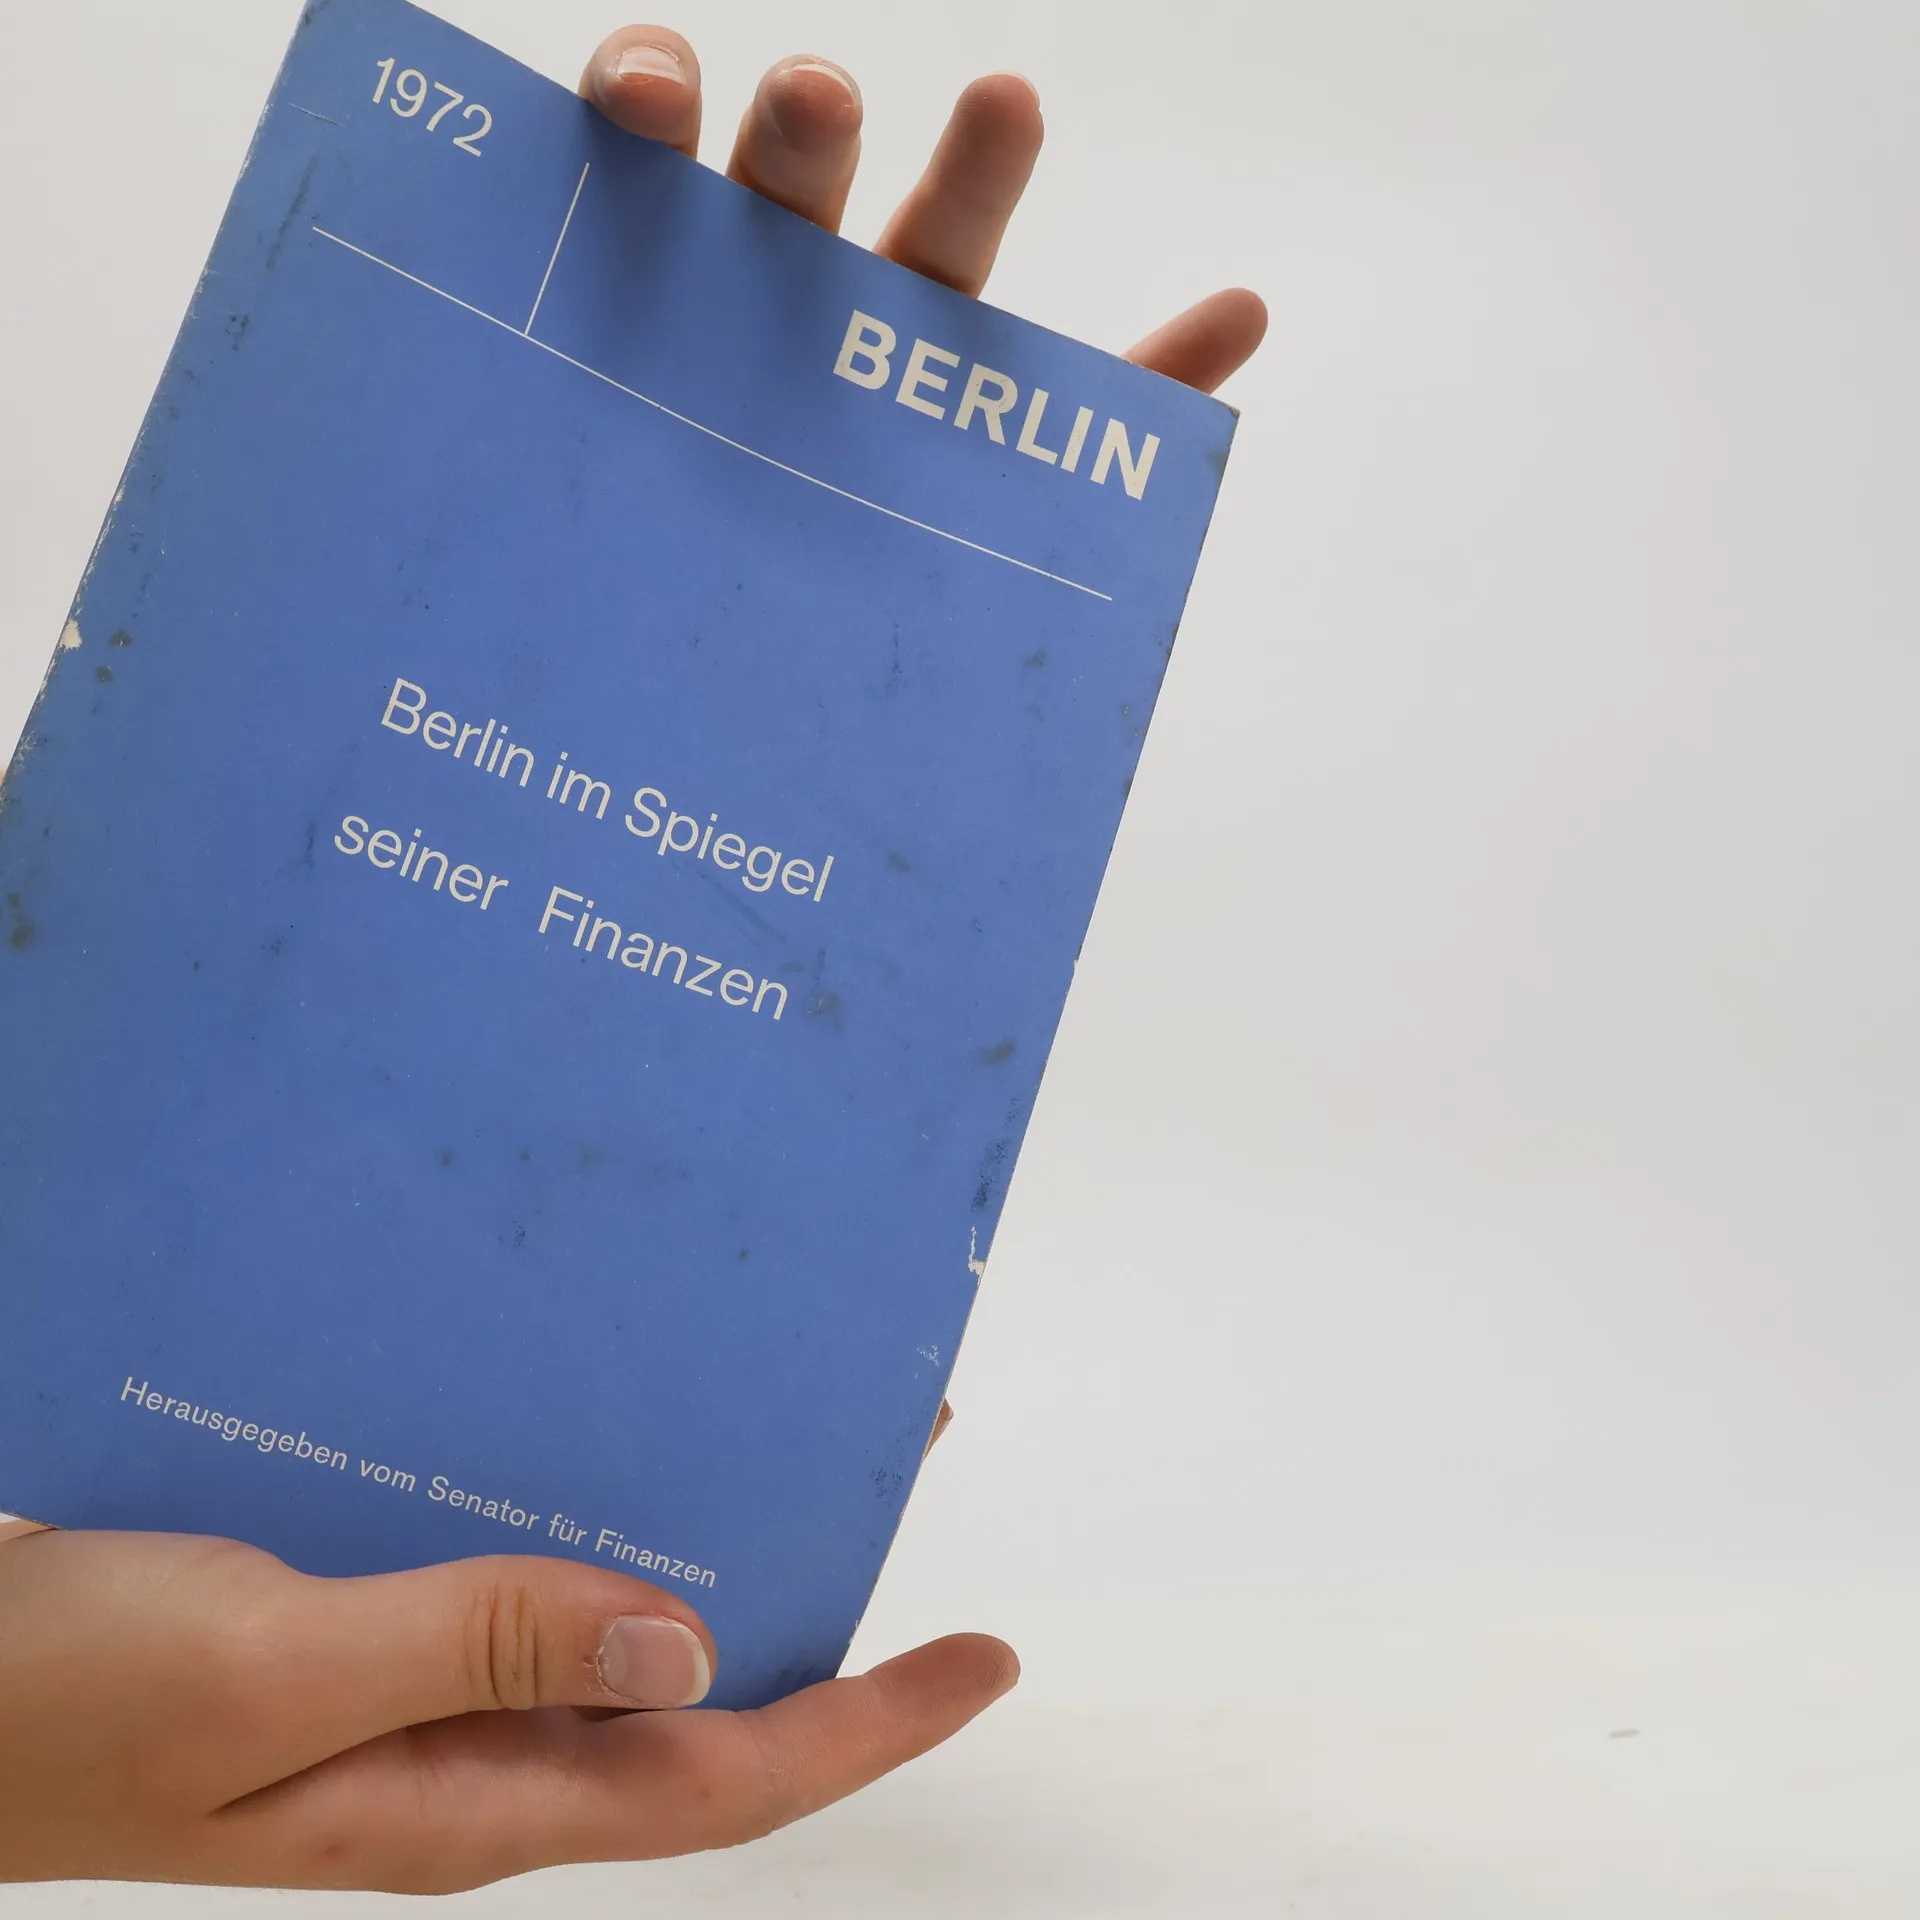 1972
BERLIN
Berlin im Spiegel
seiner Finanzen
Herausgegeben vom Senator für Finanzen